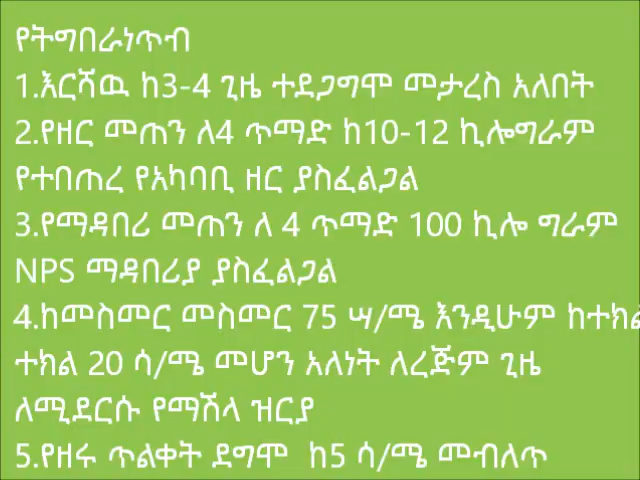 የትግበራነጥብ
1.እርሻዉ ከ3-4 ጊዜ ተደጋግሞ መታረስ አለበት
2.የዘር መጠን ለ4 ጥማድ ከ10-12 ኪሎግራም
የተበጠረ የአካባቢ ዘር ያስፈልጋል
3.የማዳበሪ መጠን ለ 4 ጥማድ 100 ኪሎ ግራም
NPS ማዳበሪያ ያስፈልጋል
4.ከመስመር መስመር 75 ሣ/ሜ እንዲሁም ከተክል
ተክል 20 ሳ/ሜ መሆን አለነት ለረጅም ጊዜ
ለሚደርሱ የማሽላ ዝርያ
5.የዘሩ ጥልቀት ደግሞ ከ5 ሳ/ሜ መብለጥ